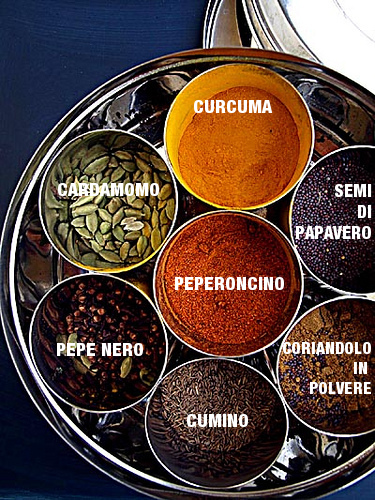 CURCUMA
CARDAMOMO
SEMI
DI
PAPAVERO
PEPERONCINO
PEPE NERO
CORIANDOLO
IN
POLVERE
CUMINO